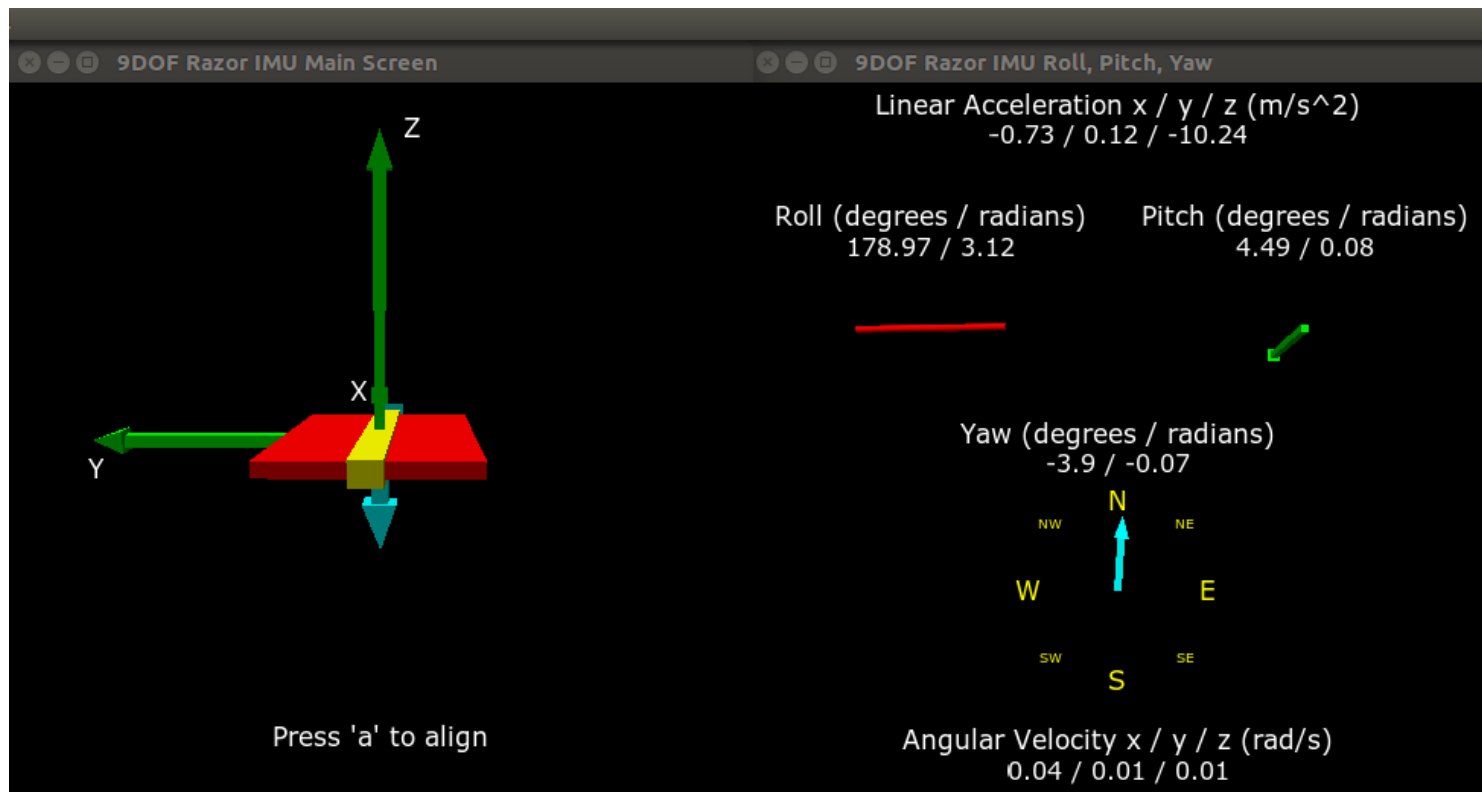 9DOF Razor IMU Main Screen
Z
X
Y
Press 'a' to align
9DOF Razor IMU Roll, Pitch, Yaw
Linear Acceleration x / y / z (m/s^2)
-0.73 / 0.12 / -10.24
Roll (degrees / radians)
178.97 / 3.12
Pitch (degrees / radians)
4.49 / 0.08
Yaw (degrees / radians)
-3.9 / -0.07
N
NW NE
W E
SW SE
S
Angular Velocity x / y / z (rad/s)
0.04 / 0.01 / 0.01